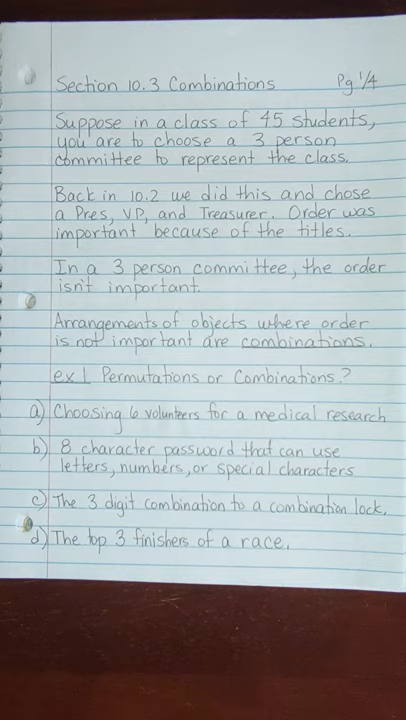 Section 10.3 Combinations Pg 1/4
Suppose in a class of 45 students,
you are to choose a 3 person
committee to represent the class.
Back in 10.2 we did this and chose
a Pres, VP, and Treasurer. Order was
important because of the titles.
In a 3 person committee, the order
isn't important.
Arrangements of objects where order
is not important are combinations.
ex 1 Permutations or Combinations?
a) Choosing 6 volunteers for a medical research
b) 8 character password that can use
letters, numbers, or special characters
c) The 3 digit combination to a combination lock.
d) The top 3 finishers of a race.